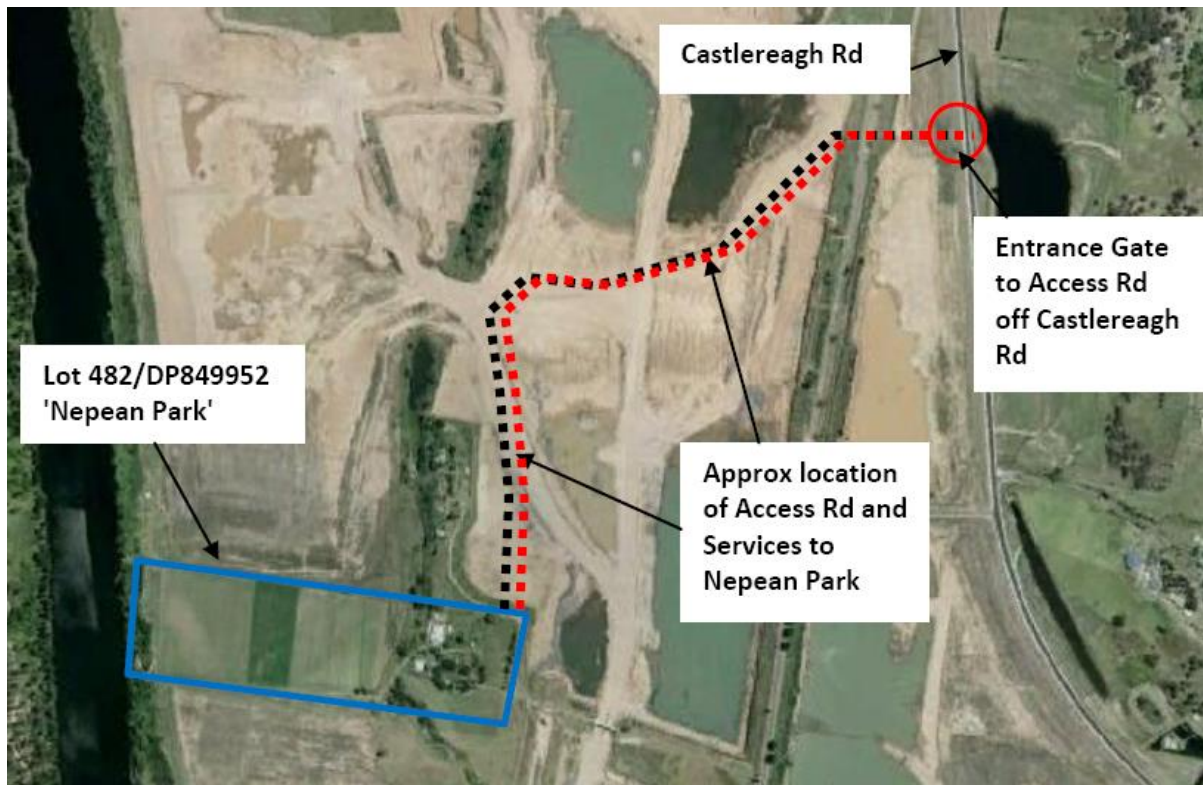 Castlereagh Rd
Entrance Gate
to Access Rd
off Castlereagh
Rd
Lot 482/DP849952
'Nepean Park'
Approx location
of Access Rd and
Services to
Nepean Park